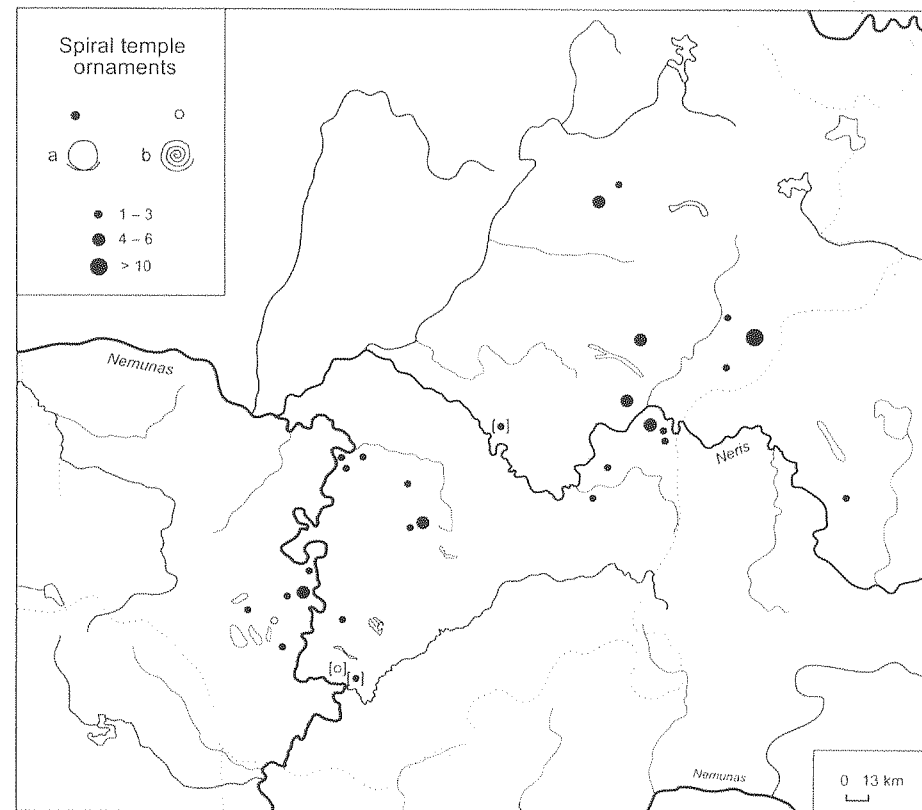 Spiral temple
ornaments
a
b
1 – 3
4 – 6
> 10
Nemunas
Neris
Nemunas
0 13 km